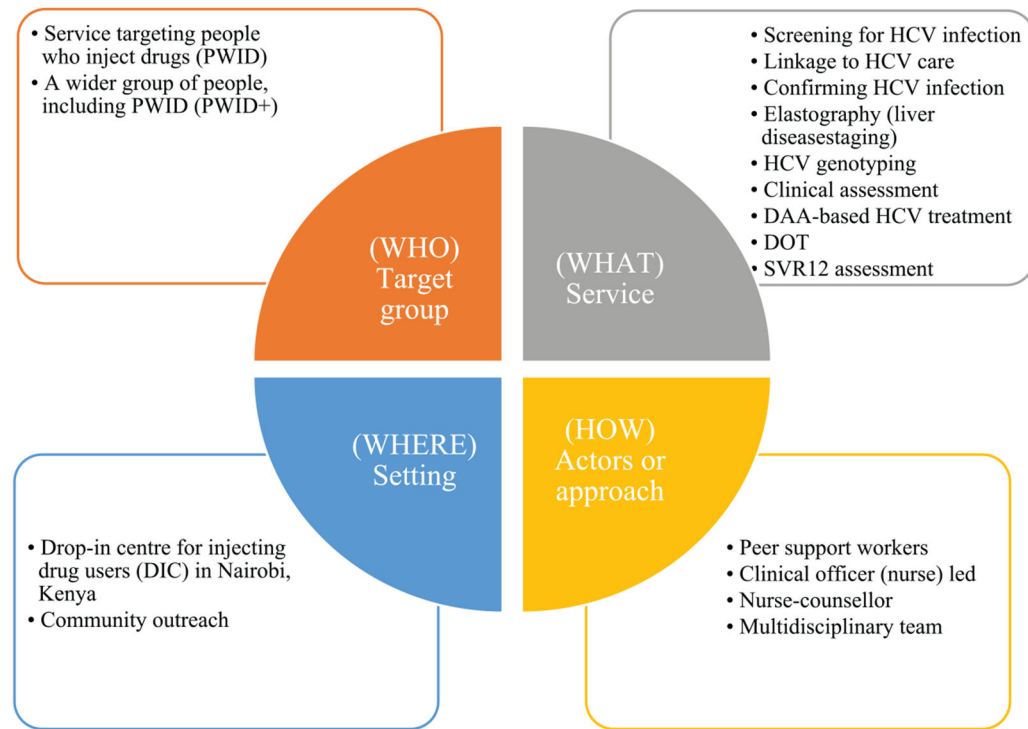 • Service targeting people
who inject drugs (PWID)
• A wider group of people,
including PWID (PWID+)
• Screening for HCV infection
• Linkage to HCV care
• Confirming HCV infection
• Elastography (liver
diseasestaging)
• HCV genotyping
• Clinical assessment
• DAA-based HCV treatment
• DOT
• SVR12 assessment
(WHO)
Target
group
(WHAT)
Service
(WHERE)
Setting
(HOW)
Actors or
approach
• Drop-in centre for injecting
drug users (DIC) in Nairobi,
Kenya
• Community outreach
• Peer support workers
• Clinical officer (nurse) led
• Nurse-counsellor
• Multidisciplinary team